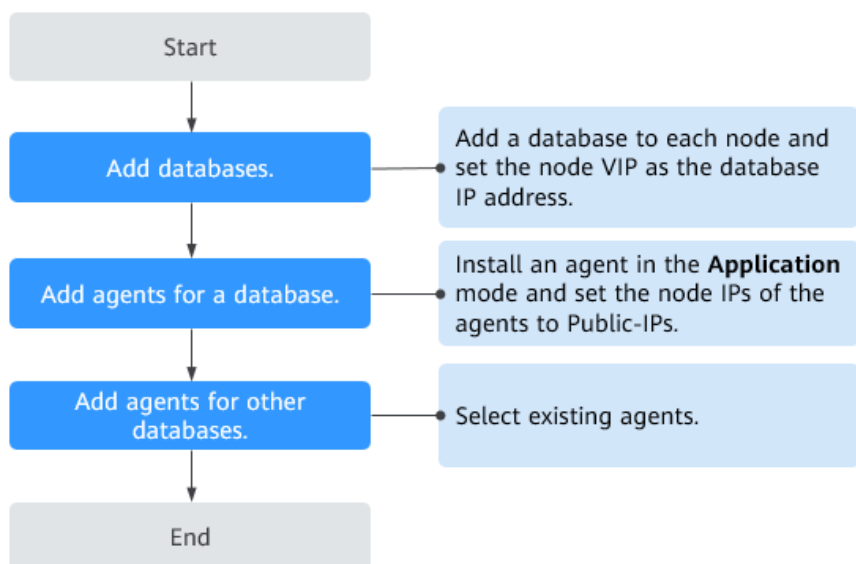 Start
Add databases.
Add a database to each node and
set the node VIP as the database
IP address.
Add agents for a database.
Install an agent in the Application
mode and set the node IPs of the
agents to Public-IPs.
Add agents for other
databases.
Select existing agents.
End